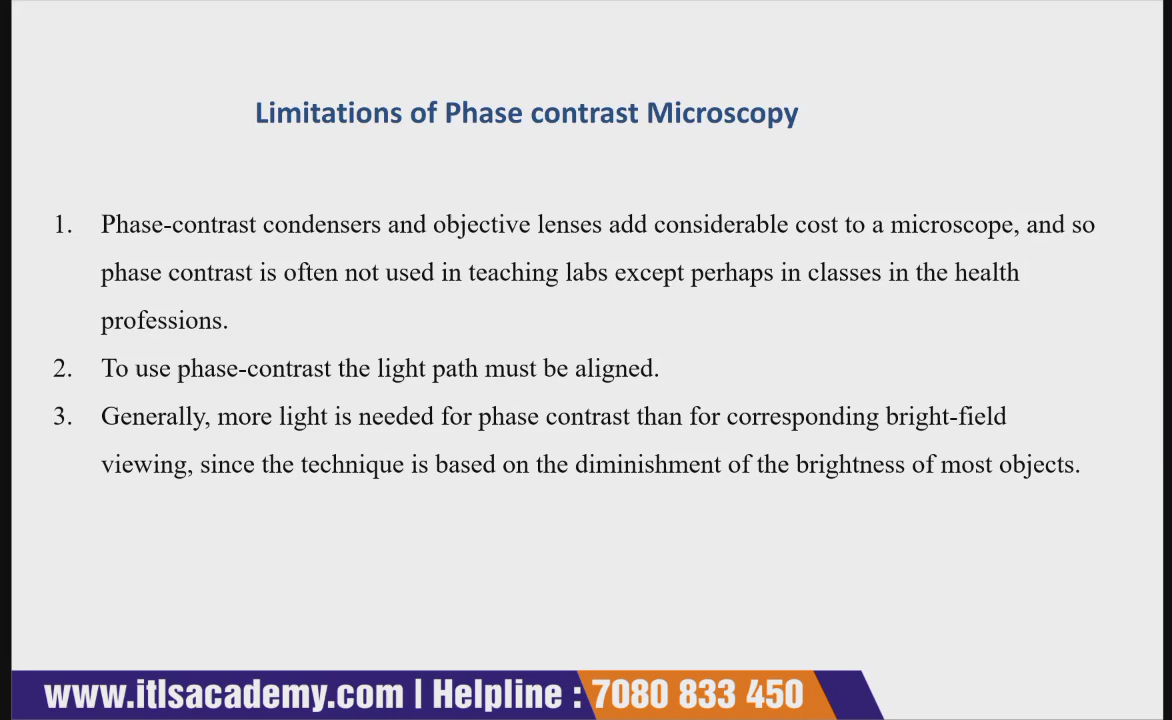 Limitations of Phase contrast Microscopy
1. Phase-contrast condensers and objective lenses add considerable cost to a microscope, and so
phase contrast is often not used in teaching labs except perhaps in classes in the health
professions.
2. To use phase-contrast the light path must be aligned.
3. Generally, more light is needed for phase contrast than for corresponding bright-field
viewing, since the technique is based on the diminishment of the brightness of most objects.
www.itlsacademy.com | Helpline : 7080 833 450